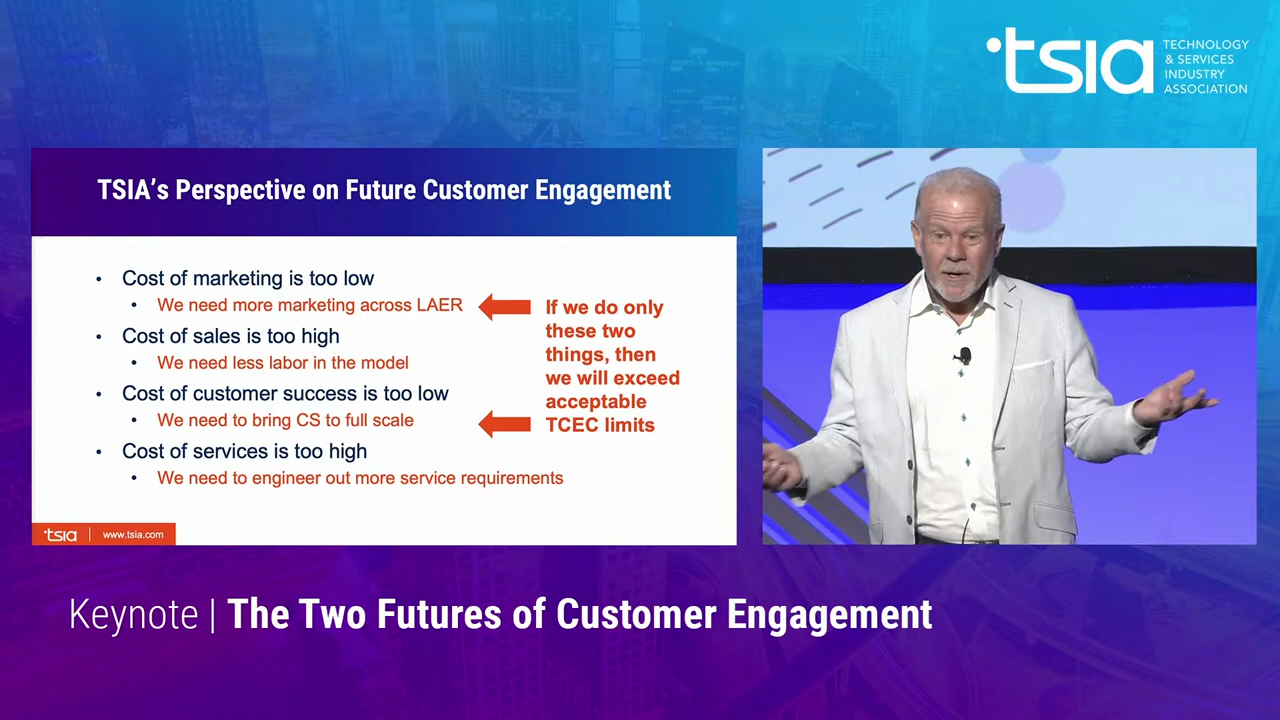 tsia
TECHNOLOGY
& SERVICES
INDUSTRY
ASSOCIATION
TSIA's Perspective on Future Customer Engagement
• Cost of marketing is too low
• We need more marketing across LAER
• Cost of sales is too high
• We need less labor in the model
• Cost of customer success is too low
• We need to bring CS to full scale
• Cost of services is too high
• We need to engineer out more service requirements
If we do only
these two
things, then
we will exceed
acceptable
TCEC limits
tsia | www.tsia.com
Keynote | The Two Futures of Customer Engagement